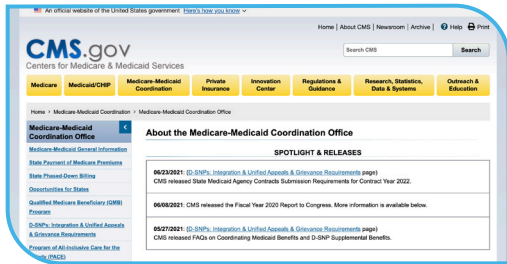 An official website of the United States government Here's how you know
Home | About CMS | Newsroom | Archive | Help Print
CMS.gov
Centers for Medicare & Medicaid Services
Search CMS
Search
Medicare
Medicaid/CHIP
Medicare-Medicaid
Coordination
Private
Insurance
Innovation
Center
Regulations &
Guidance
Research, Statistics,
Data & Systems
Outreach &
Education
Home > Medicare-Medicaid Coordination > Medicare-Medicaid Coordination Office
Medicare-Medicaid
Coordination Office
Medicare-Medicaid General Information
State Payment of Medicare Premiums
State Phased-Down Billing
Opportunities for States
Qualified Medicare Beneficiary (QMB)
Program
D-SNPs: Integration & Unified Appeals
& Grievance Requirements
Program of All-Inclusive Care for the
(PACE)
About the Medicare-Medicaid Coordination Office
SPOTLIGHT & RELEASES
06/23/2021: (D-SNPs: Integration & Unified Appeals & Grievance Requirements page)
CMS released State Medicaid Agency Contracts Submission Requirements for Contract Year 2022.
06/08/2021: CMS released the Fiscal Year 2020 Report to Congress. More information is available below.
05/27/2021: (D-SNPs: Integration & Unified Appeals & Grievance Requirements page)
CMS released FAQs on Coordinating Medicaid Benefits and D-SNP Supplemental Benefits.